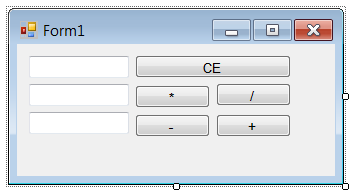 Form1
CE
* /
- +